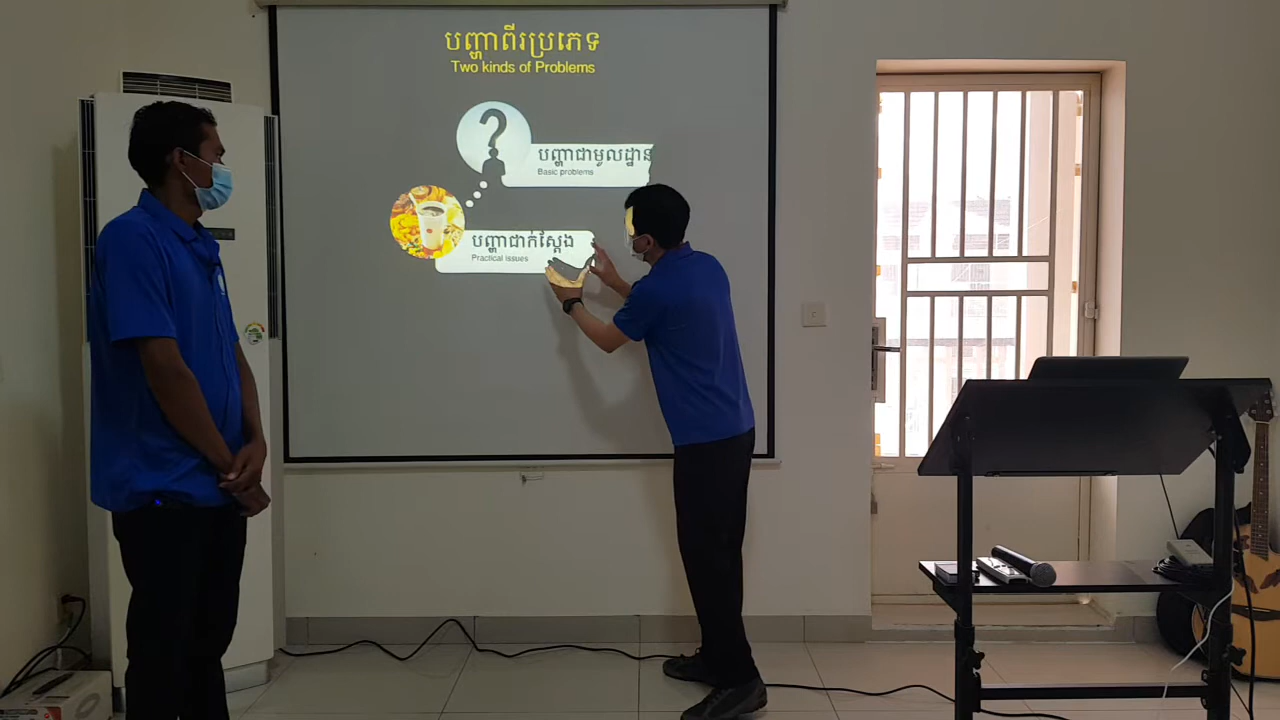 បញ្ហាពីរប្រភេទ
Two kinds of Problems
បញ្ហាជាមូលដ្ឋាន
Basic problems
បញ្ហាជាក់ស្តែង
Practical issues